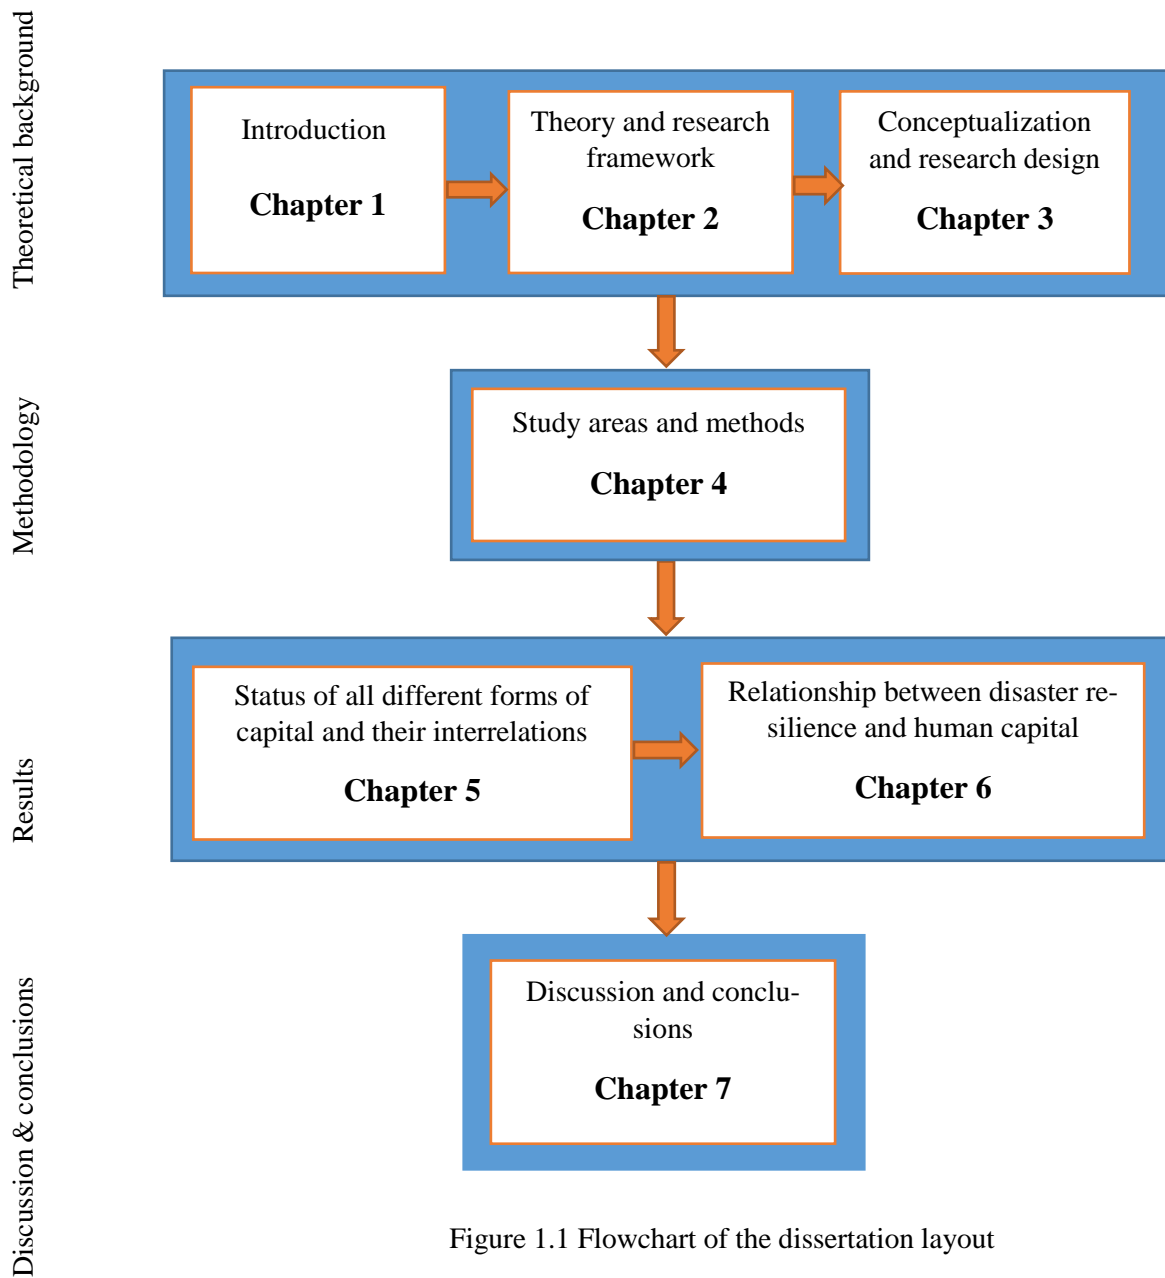 Theoretical background
Introduction
Chapter 1
Theory and research
framework
Chapter 2
Conceptualization
and research design
Chapter 3
Methodology
Study areas and methods
Chapter 4
Results
Status of all different forms of
capital and their interrelations
Chapter 5
Relationship between disaster re-
silience and human capital
Chapter 6
Discussion & conclusions
Discussion and conclu-
sions
Chapter 7
Figure 1.1 Flowchart of the dissertation layout